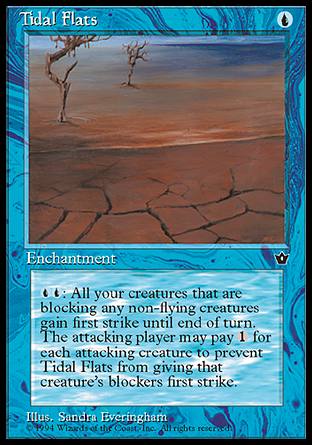 Tidal Flats
Enchantment
: All your creatures that are
blocking any non-flying creatures
gain first strike until end of turn.
The attacking player may pay 1 for
each attacking creature to prevent
Tidal Flats from giving that
creature's blockers first strike.
Illus. Sandra Everingham
©1994 Wizards of the Coast, Inc. All rights reserved.